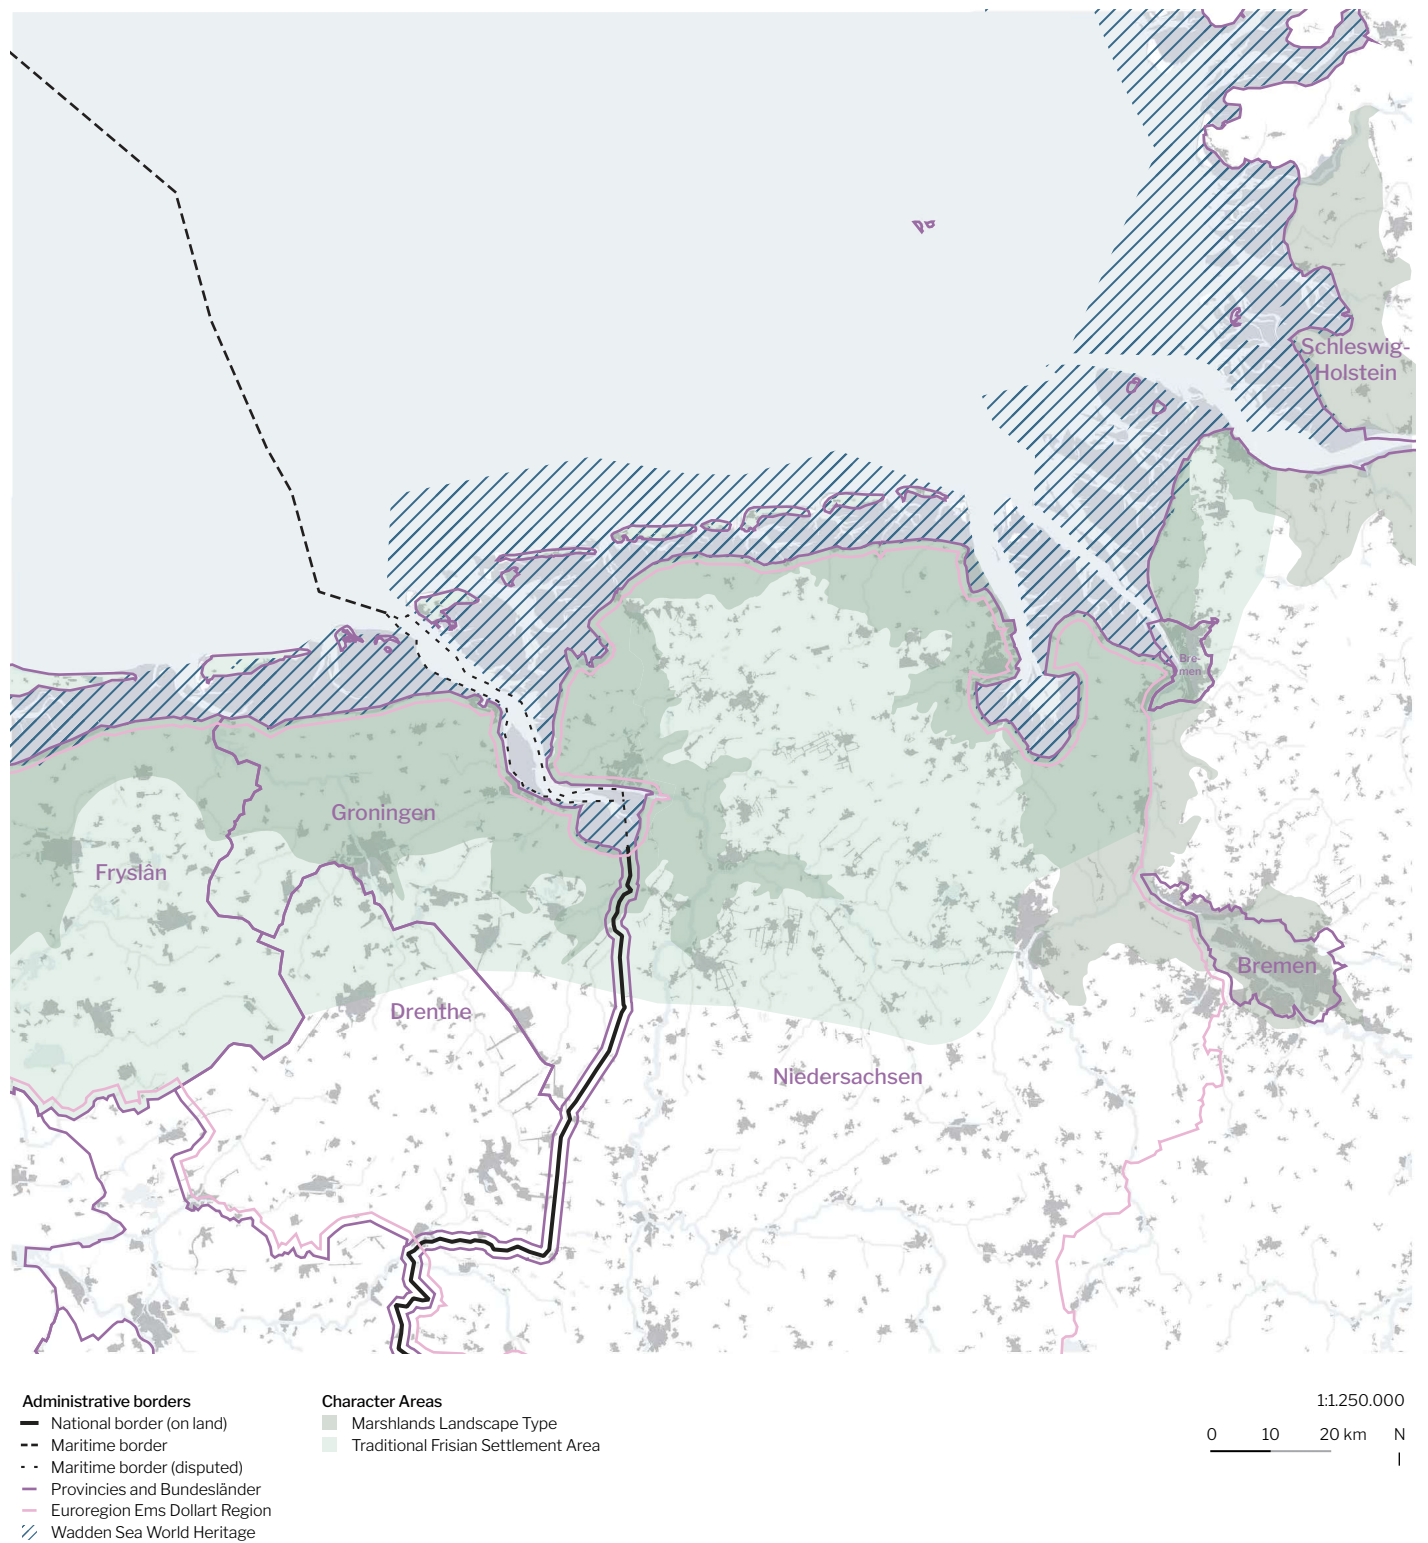 Schleswig-
Holstein
Bre-
men
Groningen
Fryslân
Bremen
Drenthe
Niedersachsen
Administrative borders
National border (on land)
Maritime border
Maritime border (disputed)
Provincies and Bundesländer
Euroregion Ems Dollart Region
Wadden Sea World Heritage
Character Areas
Marshlands Landscape Type
Traditional Frisian Settlement Area
1:1.250.000
0 10 20 km N